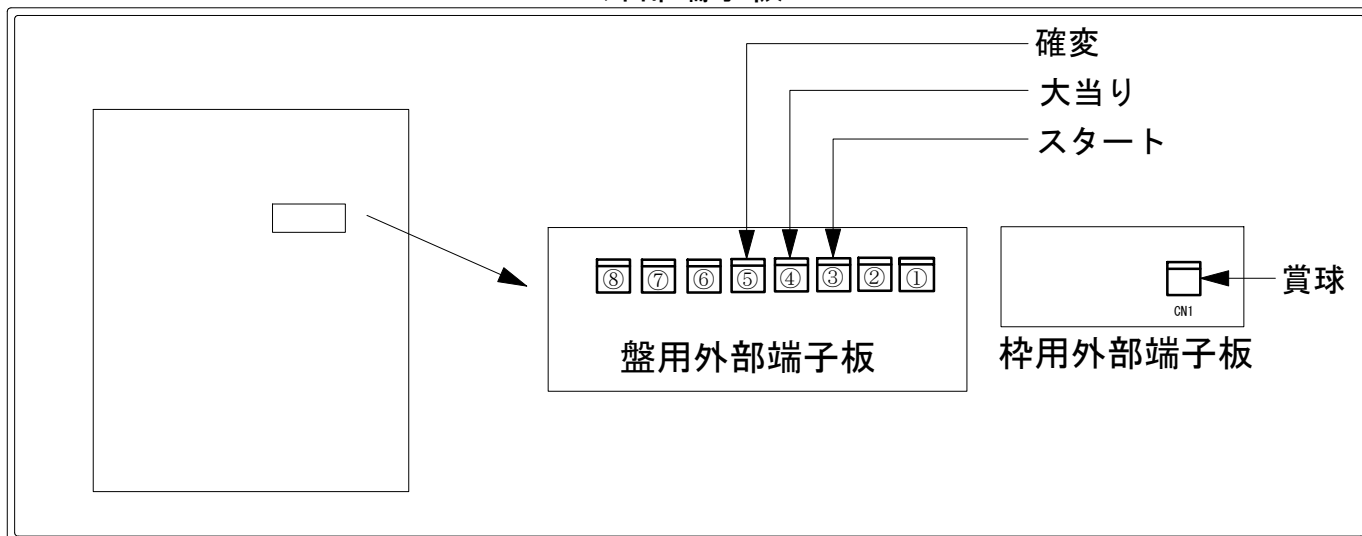 確変
大当り
スタート
⑧ ⑦ ⑥ ⑤ ④ ③ ② ①
賞球
CN1
盤用外部端子板
枠用外部端子板